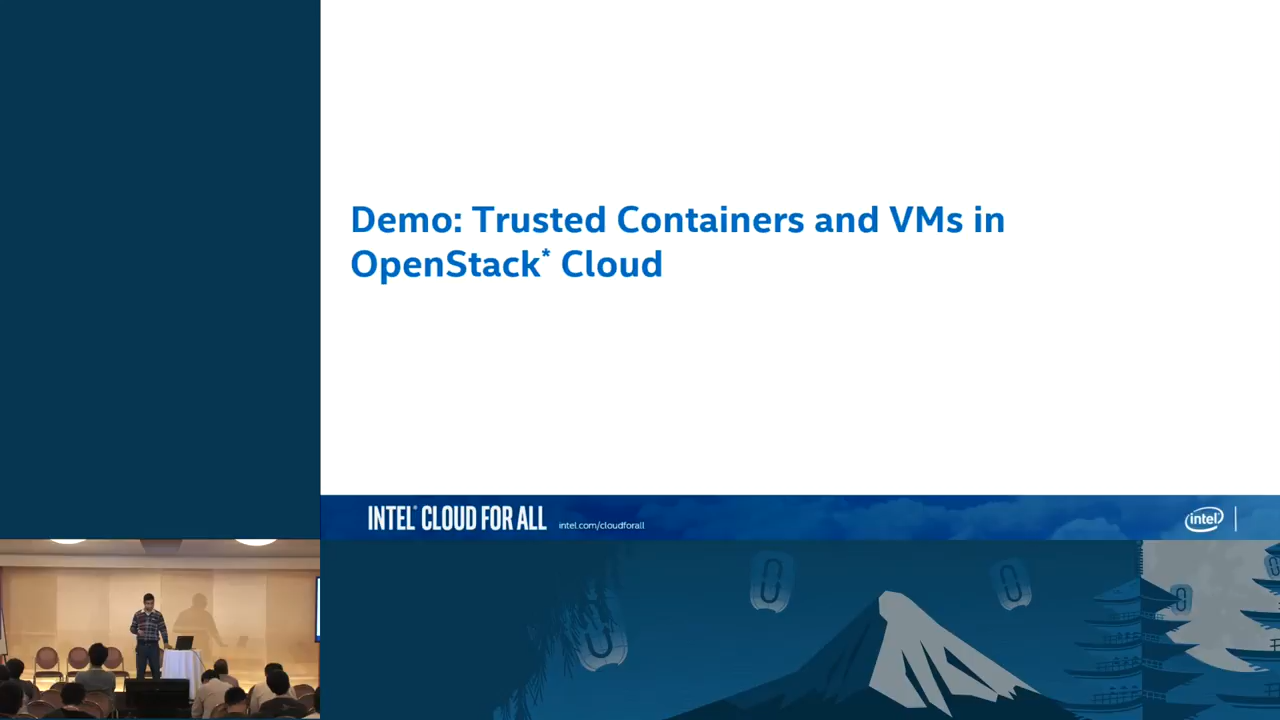 Demo: Trusted Containers and VMs in
OpenStack* Cloud
INTEL® CLOUD FOR ALL
intel.com/cloudforall
intel